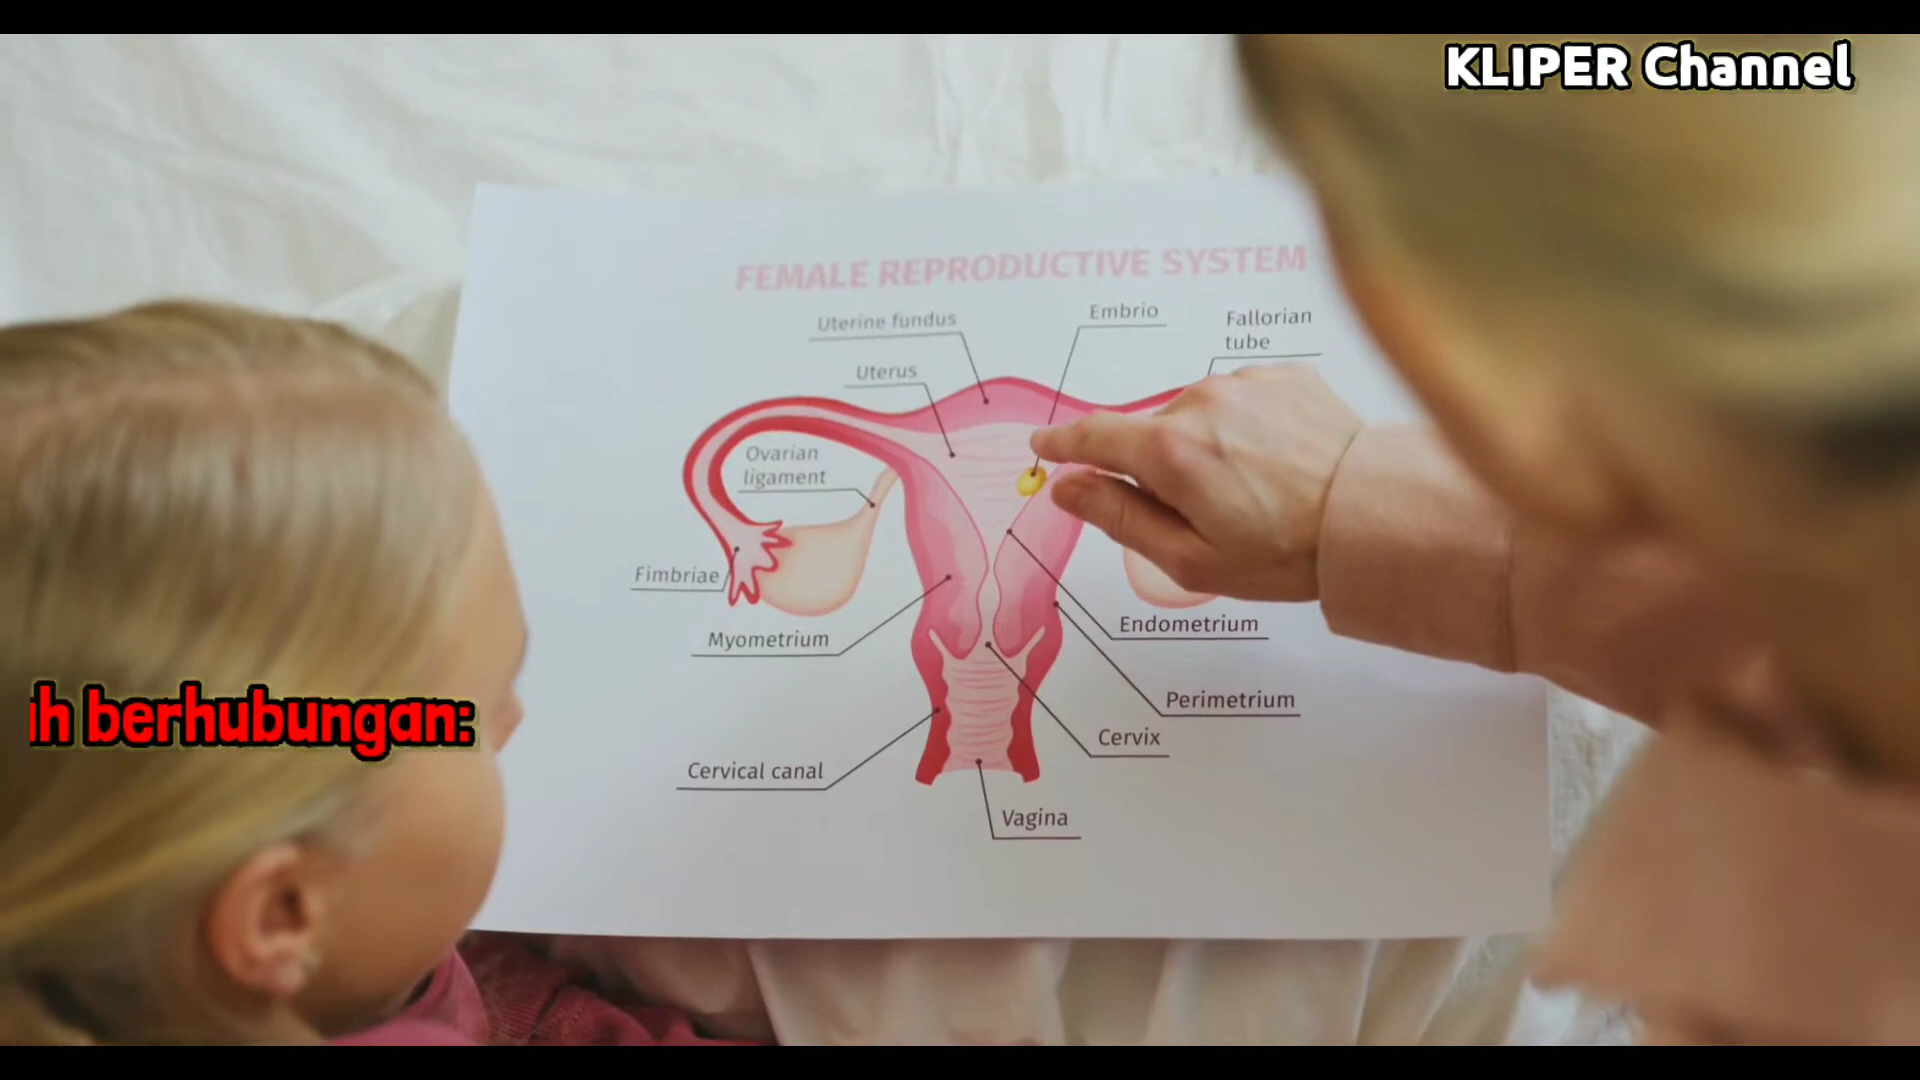 KLIPER Channel
FEMALE REPRODUCTIVE SYSTEM
Uterine fundus
Embrio
Fallorian
tube
Uterus
Ovarian
ligament
Fimbriae
Myometrium
Endometrium
Perimetrium
Cervix
Cervical canal
Vagina
berhubungan: